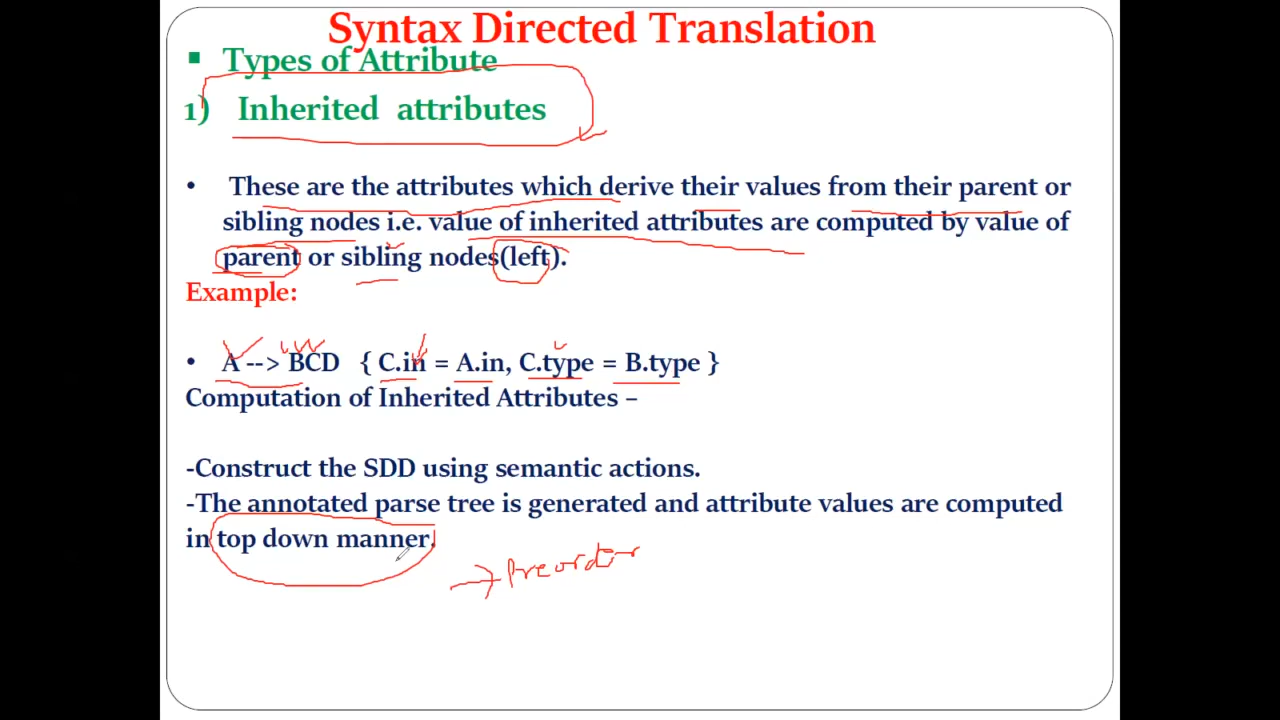 Syntax Directed Translation
▪ Types of Attribute
1) Inherited attributes
• These are the attributes which derive their values from their parent or
sibling nodes i.e. value of inherited attributes are computed by value of
parent or sibling nodes(left).
Example:
• A --> BCD { C.in = A.in, C.type = B.type }
Computation of Inherited Attributes –
-Construct the SDD using semantic actions.
-The annotated parse tree is generated and attribute values are computed
in top down manner.
→ Preorder